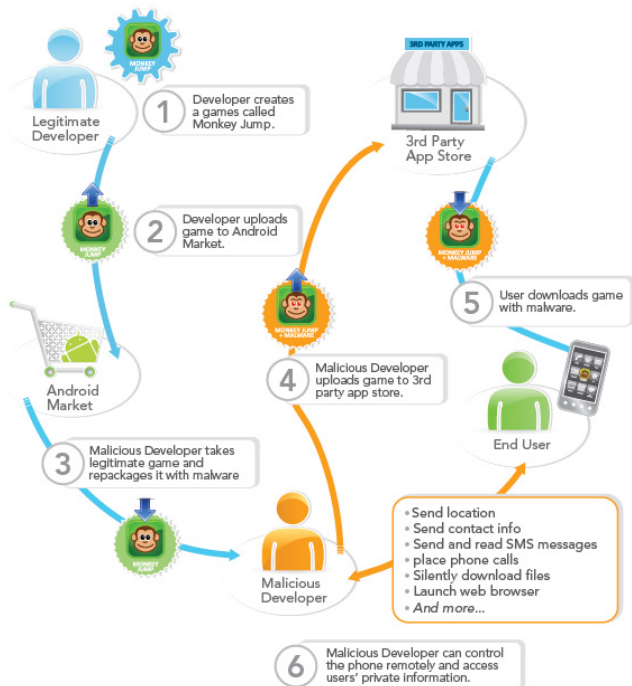 MONKEY
JUMP
Legitimate
Developer
1
Developer creates
a games called
Monkey Jump.
MONKEY
JUMP
2
Developer uploads
game to Android
Market.
Android
Market
3
Malicious Developer takes
legitimate game and
repackages it with malware
MONKEY
JUMP
Malicious
Developer
MONKEY JUMP
+ MALWARE
4
Malicious Developer
uploads game to 3rd
party app store.
3RD PARTY APPS
3rd Party
App Store
MONKEY JUMP
+ MALWARE
5
User downloads game
with malware.
End User
• Send location
• Send contact info
• Send and read SMS messages
• place phone calls
• Silently download files
• Launch web browser
• And more...
6
Malicious Developer can control
the phone remotely and access
users' private information.